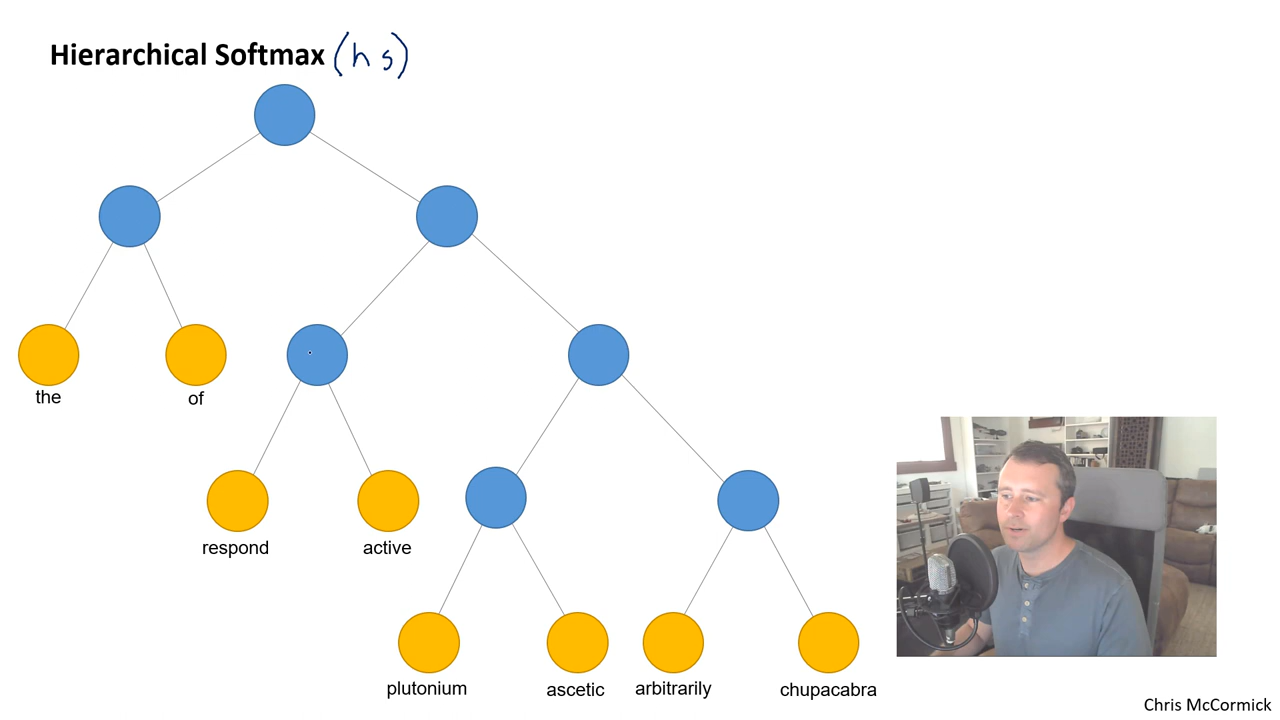 Hierarchical Softmax (hs)
the
of
respond
active
plutonium
ascetic
arbitrarily
chupacabra
Chris McCormick